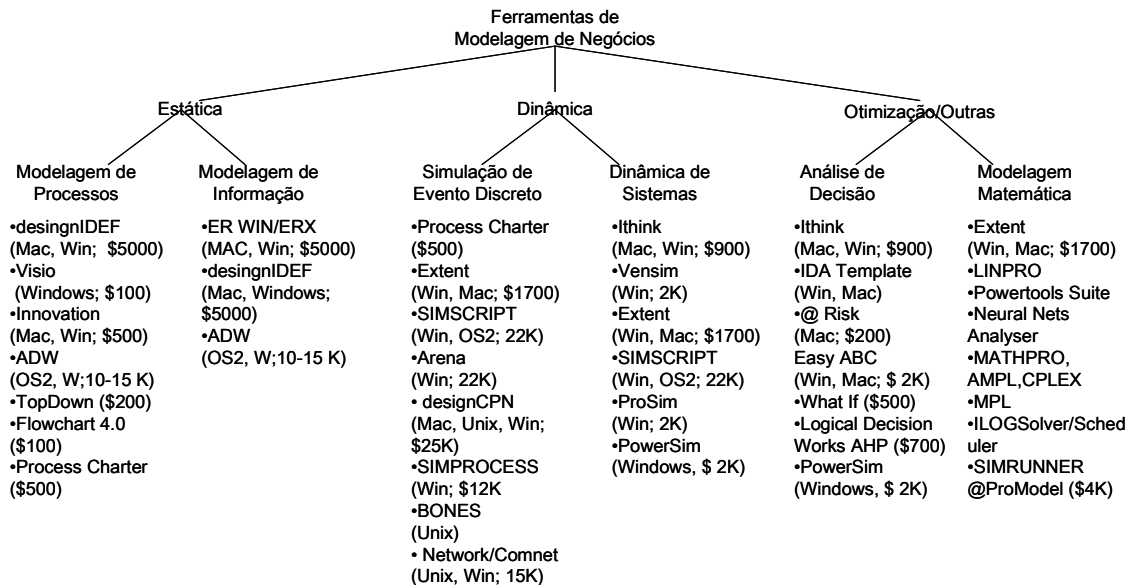 Ferramentas de
Modelagem de Negócios
Estática
Dinâmica
Otimização/Outras
Modelagem de
Processos
•desingnIDEF
(Mac, Win; $5000)
•Visio
(Windows; $100)
•Innovation
(Mac, Win; $500)
•ADW
(OS2, W;10-15 K)
•TopDown ($200)
•Flowchart 4.0
($100)
•Process Charter
($500)
Modelagem de
Informação
•ER WIN/ERX
(MAC, Win; $5000)
•desingnIDEF
(Mac, Windows;
$5000)
•ADW
(OS2, W;10-15 K)
Simulação de
Evento Discreto
•Process Charter
($500)
•Extent
(Win, Mac; $1700)
•SIMSCRIPT
(Win, OS2; 22K)
•Arena
(Win; 22K)
• designCPN
(Mac, Unix, Win;
$25K)
•SIMPROCESS
(Win; $12K
•BONES
(Unix)
• Network/Comnet
(Unix, Win; 15K)
Dinâmica de
Sistemas
•Ithink
(Mac, Win; $900)
•Vensim
(Win; 2K)
•Extent
(Win, Mac; $1700)
•SIMSCRIPT
(Win, OS2; 22K)
•ProSim
(Win; 2K)
•PowerSim
(Windows, $ 2K)
Análise de
Decisão
•Ithink
(Mac, Win; $900)
•IDA Template
(Win, Mac)
•@ Risk
(Mac; $200)
Easy ABC
(Win, Mac; $ 2K)
•What If ($500)
•Logical Decision
Works AHP ($700)
•PowerSim
(Windows, $ 2K)
Modelagem
Matemática
•Extent
(Win, Mac; $1700)
•LINPRO
•Powertools Suite
•Neural Nets
Analyser
•MATHPRO,
AMPL,CPLEX
•MPL
•ILOGSolver/Sched
uler
•SIMRUNNER
@ProModel ($4K)